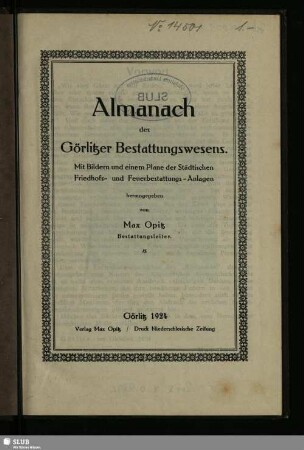 Almanach
des
Görlitzer Bestattungswesens.
Mit Bildern und einem Plane der Städtischen
Friedhofs- und Feuerbestattungs-Anlagen
herausgegeben
von
Max Opitz
Bestattungsleiter.
Görlitz 1924
Verlag Max Opitz / Druck Niederschlesische Zeitung
SLUB